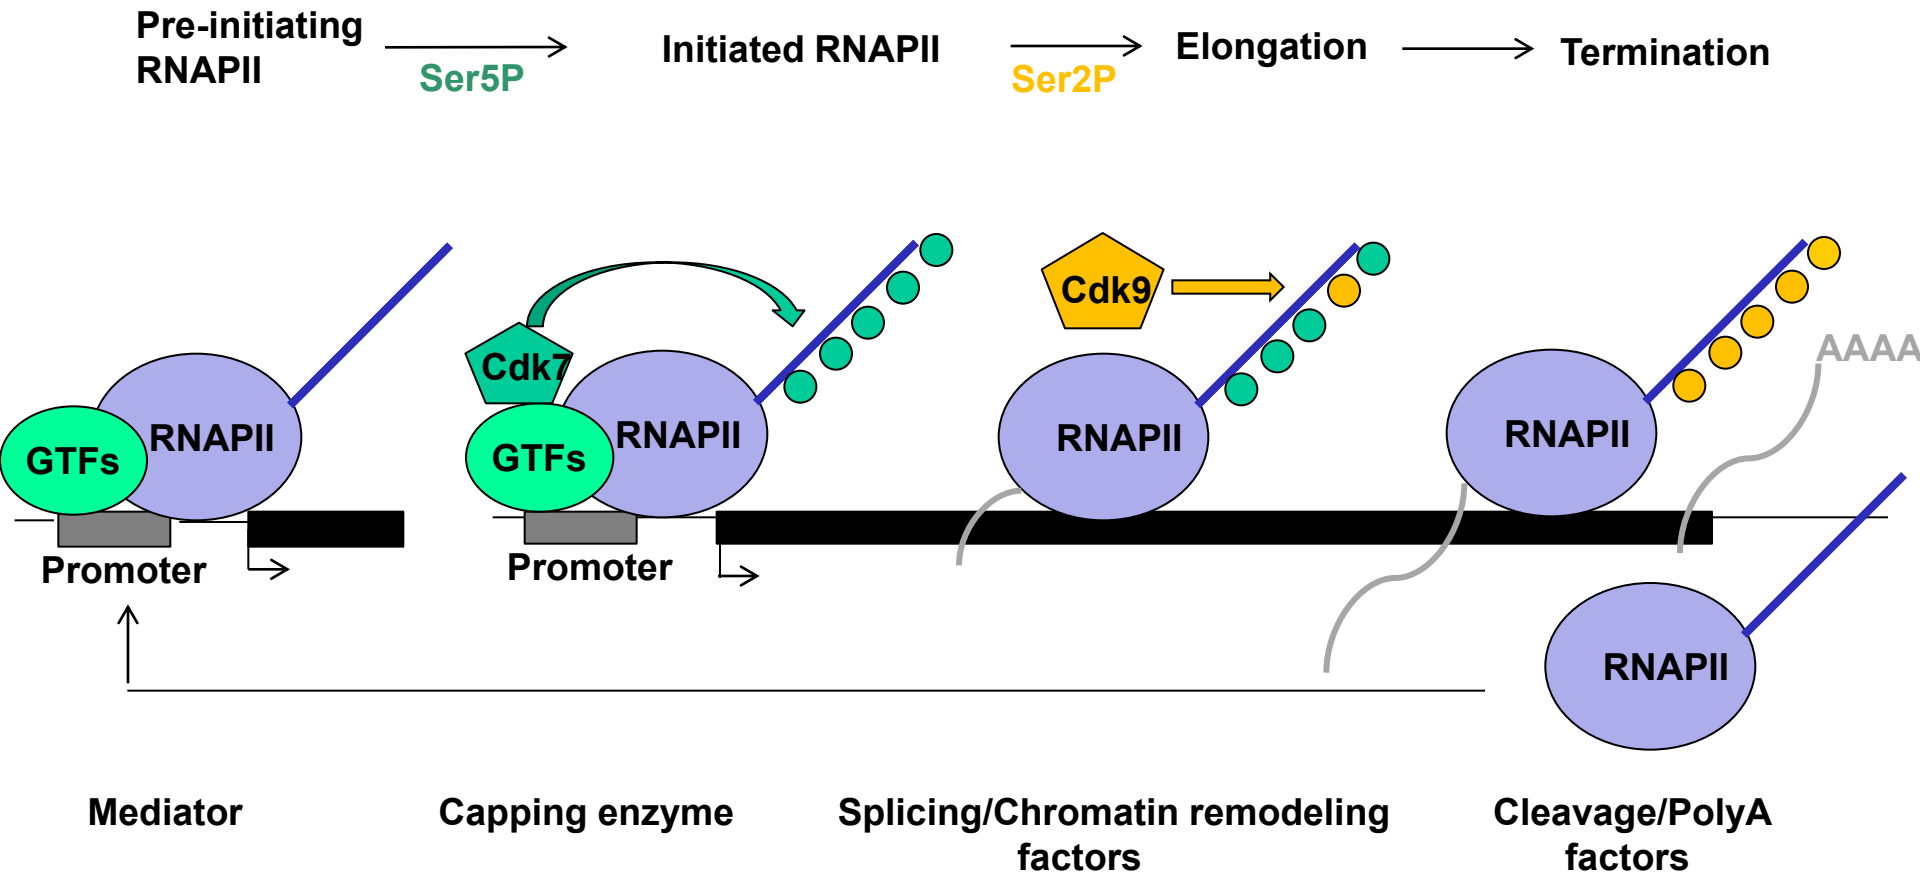 Pre-initiating
RNAPII
Ser5P
Initiated RNAPII
Ser2P
Elongation
Termination
GTFs
RNAPII
Promoter
Cdk7
GTFs
RNAPII
Promoter
Cdk9
RNAPII
RNAPII
AAAA
RNAPII
Mediator
Capping enzyme
Splicing/Chromatin remodeling
factors
Cleavage/PolyA
factors